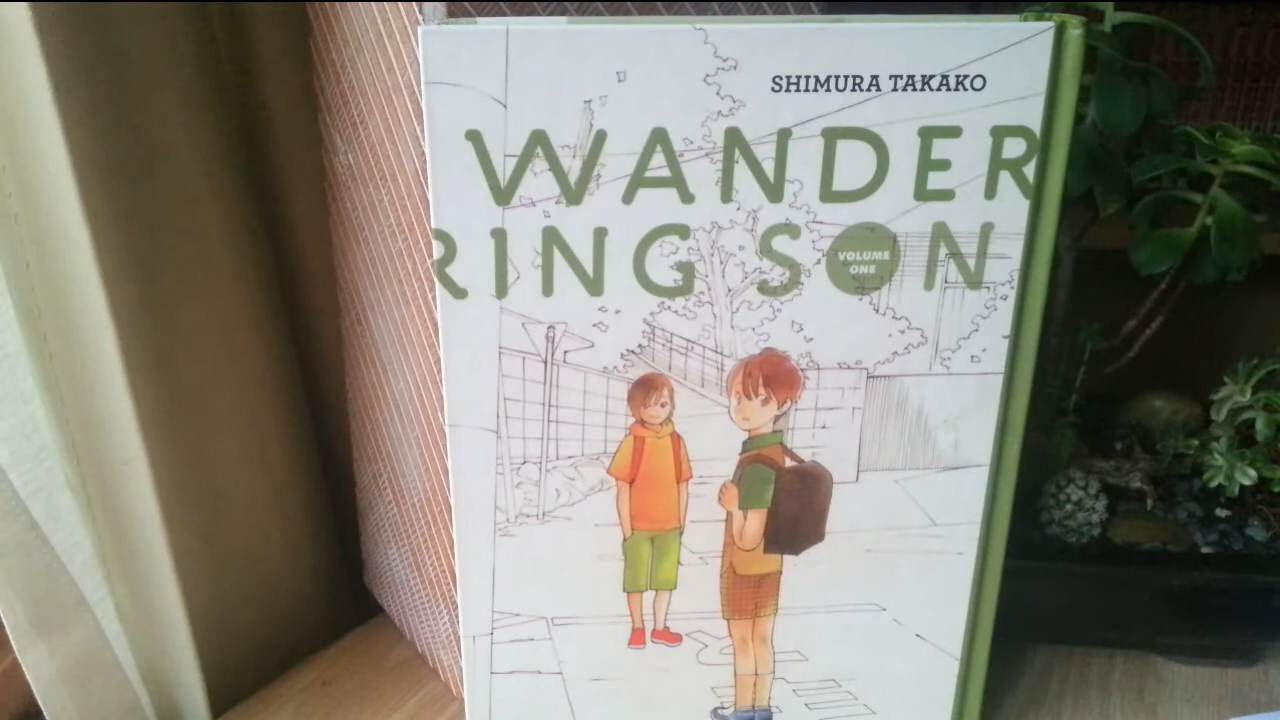 SHIMURA TAKAKO
WANDER
RING SON
VOLUME
ONE